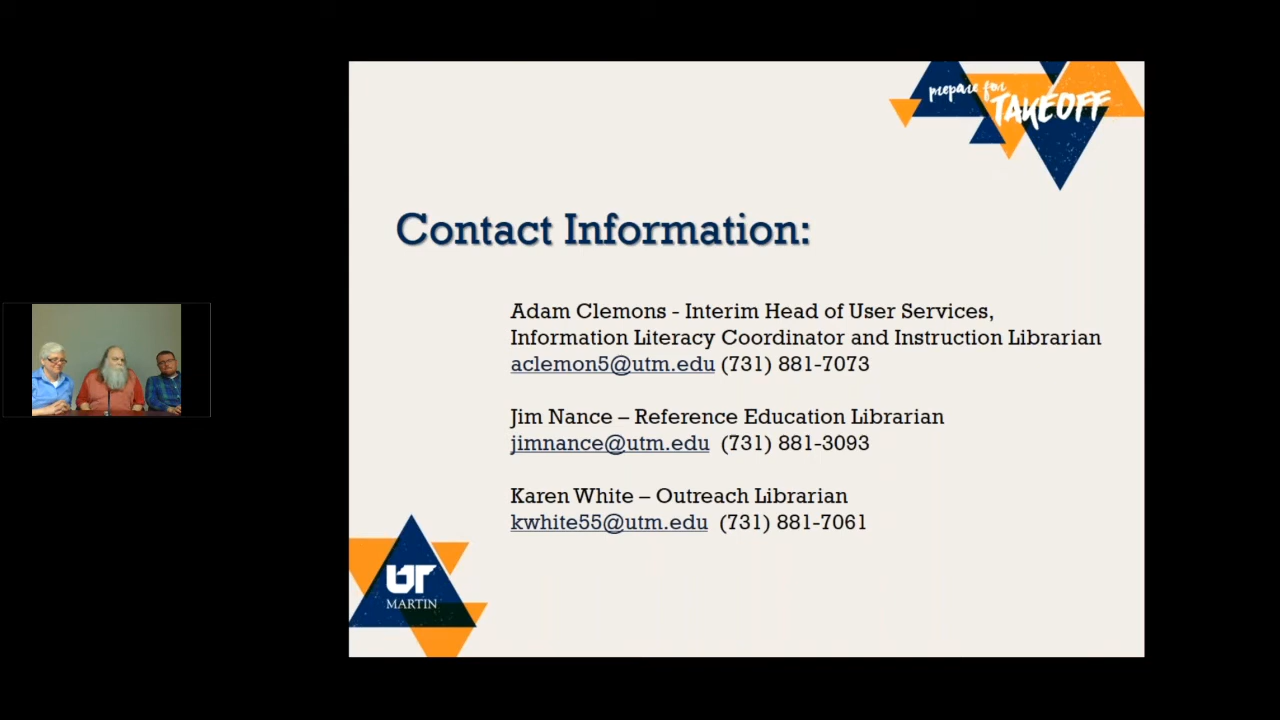 prepare for
TAKEOFF
Contact Information:
Adam Clemons - Interim Head of User Services,
Information Literacy Coordinator and Instruction Librarian
aclemon5@utm.edu (731) 881-7073
Jim Nance – Reference Education Librarian
jimnance@utm.edu (731) 881-3093
Karen White – Outreach Librarian
kwhite55@utm.edu (731) 881-7061
UT
MARTIN